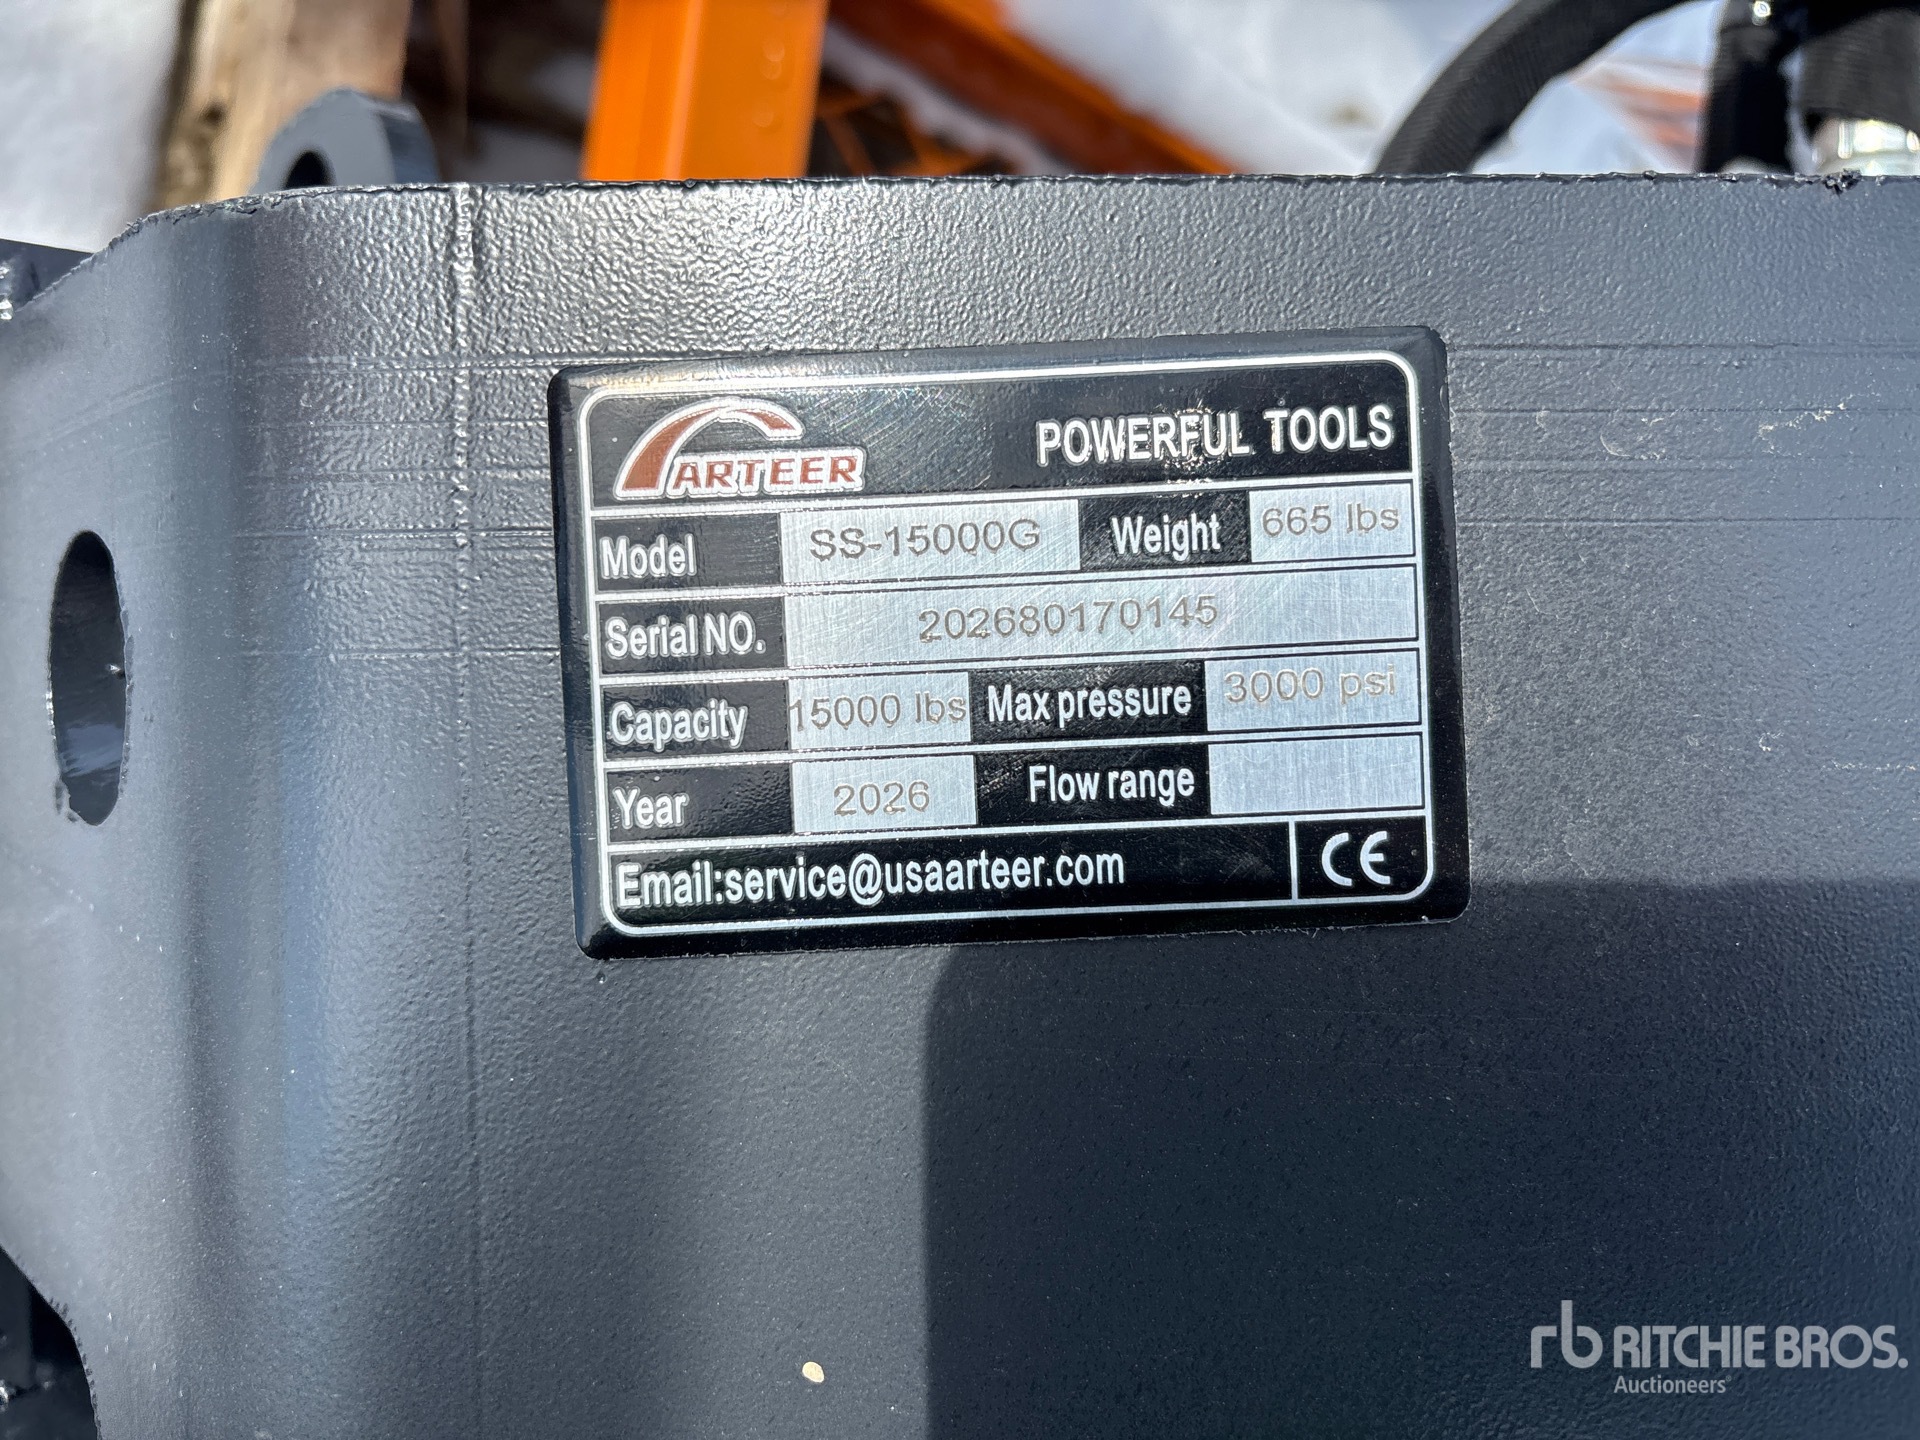 ARTEER POWERFUL TOOLS
Model SS-15000G Weight 665 lbs
Serial NO. 202680170145
Capacity 15000 lbs Max pressure 3000 psi
Year 2026 Flow range
Email:service@usaarteer.com CE
rb RITCHIE BROS.
Auctioneers